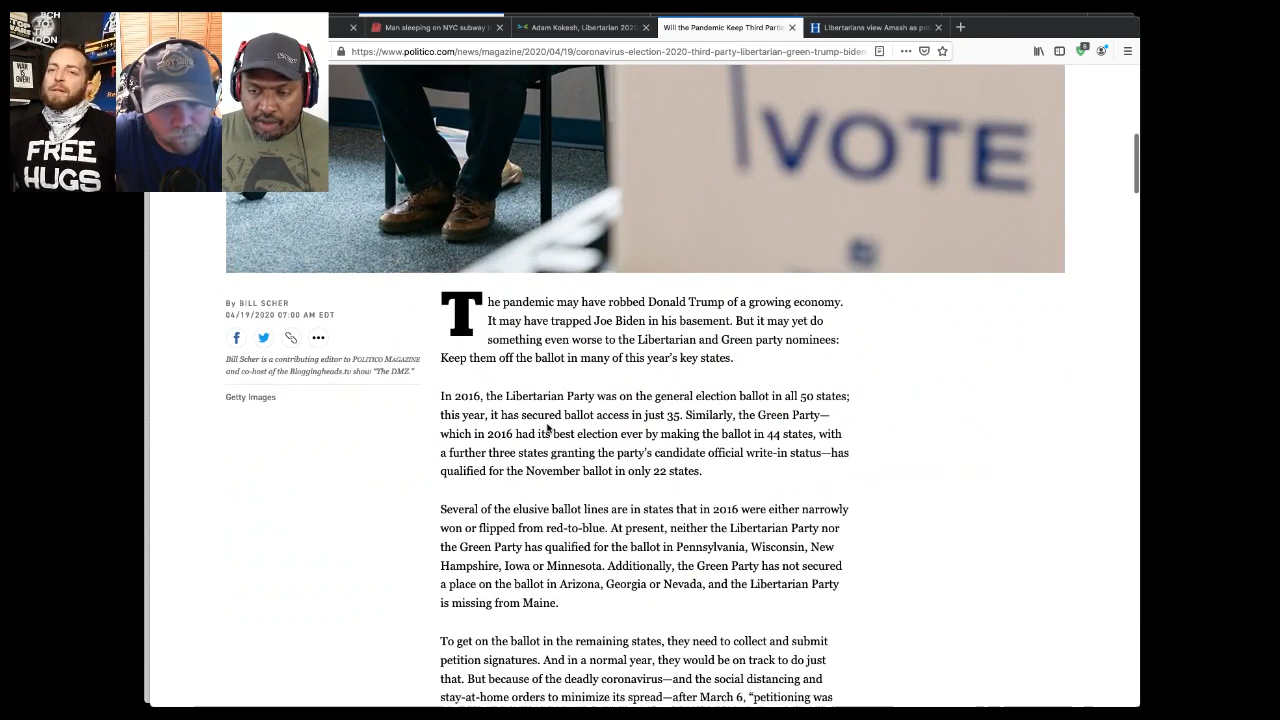 BCH
TO
THE
MOON
WAR
IS
OVER!
FREE
HUGS
Man sleeping on NYC subway
Adam Kokesh, Libertarian 2020
Will the Pandemic Keep Third Parti
Libertarians view Amash as po
https://www.politico.com/news/magazine/2020/04/19/coronavirus-election-2020-third-party-libertarian-green-trump-biden
8
VOTE
By BILL SCHER
04/19/2020 07:00 AM EDT
Bill Scher is a contributing editor to POLITICO MAGAZINE
and co-host of the Bloggingheads.tv show “The DMZ.”
Getty Images
The pandemic may have robbed Donald Trump of a growing economy.
It may have trapped Joe Biden in his basement. But it may yet do
something even worse to the Libertarian and Green party nominees:
Keep them off the ballot in many of this year’s key states.
In 2016, the Libertarian Party was on the general election ballot in all 50 states;
this year, it has secured ballot access in just 35. Similarly, the Green Party—
which in 2016 had its best election ever by making the ballot in 44 states, with
a further three states granting the party’s candidate official write-in status—has
qualified for the November ballot in only 22 states.
Several of the elusive ballot lines are in states that in 2016 were either narrowly
won or flipped from red-to-blue. At present, neither the Libertarian Party nor
the Green Party has qualified for the ballot in Pennsylvania, Wisconsin, New
Hampshire, Iowa or Minnesota. Additionally, the Green Party has not secured
a place on the ballot in Arizona, Georgia or Nevada, and the Libertarian Party
is missing from Maine.
To get on the ballot in the remaining states, they need to collect and submit
petition signatures. And in a normal year, they would be on track to do just
that. But because of the deadly coronavirus—and the social distancing and
stay-at-home orders to minimize its spread—after March 6, “petitioning was